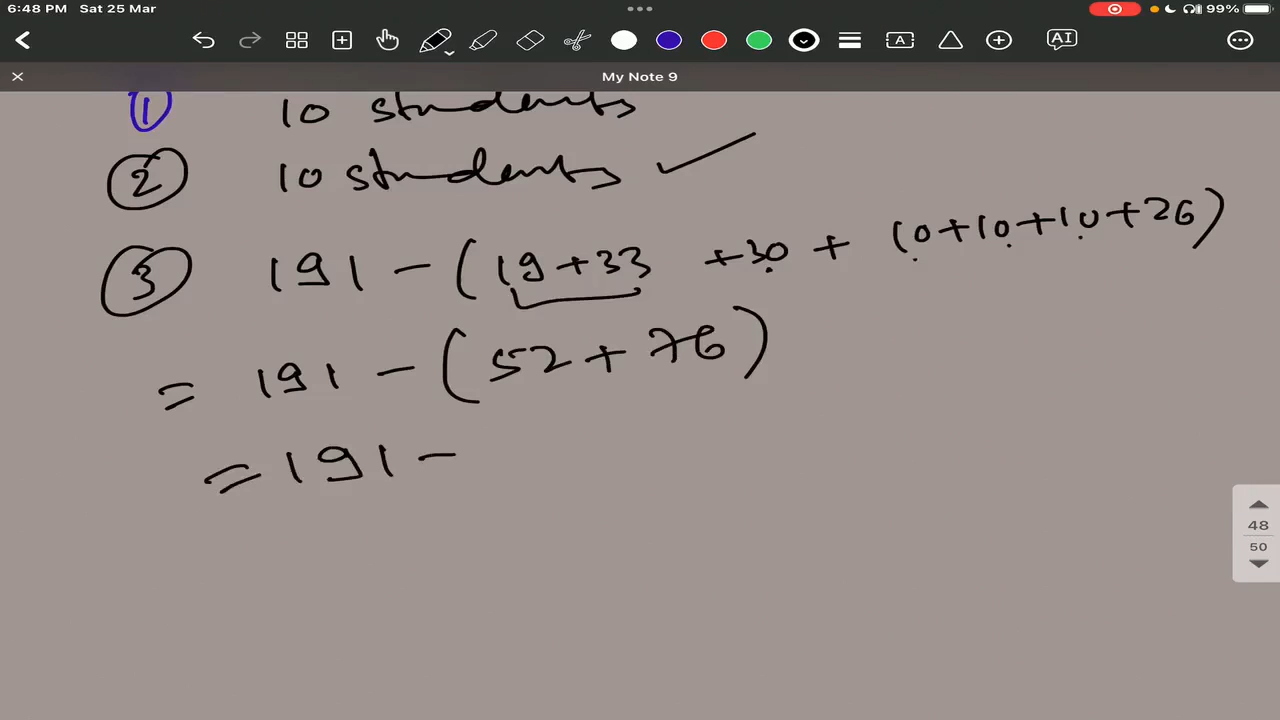 6:48 PM Sat 25 Mar 99%
A AI
My Note 9
1 10 students
2 10 students ✓
3 191 - (19+33 +30 + 10+10+10+26)
= 191 - (52+76)
= 191 -
48
50